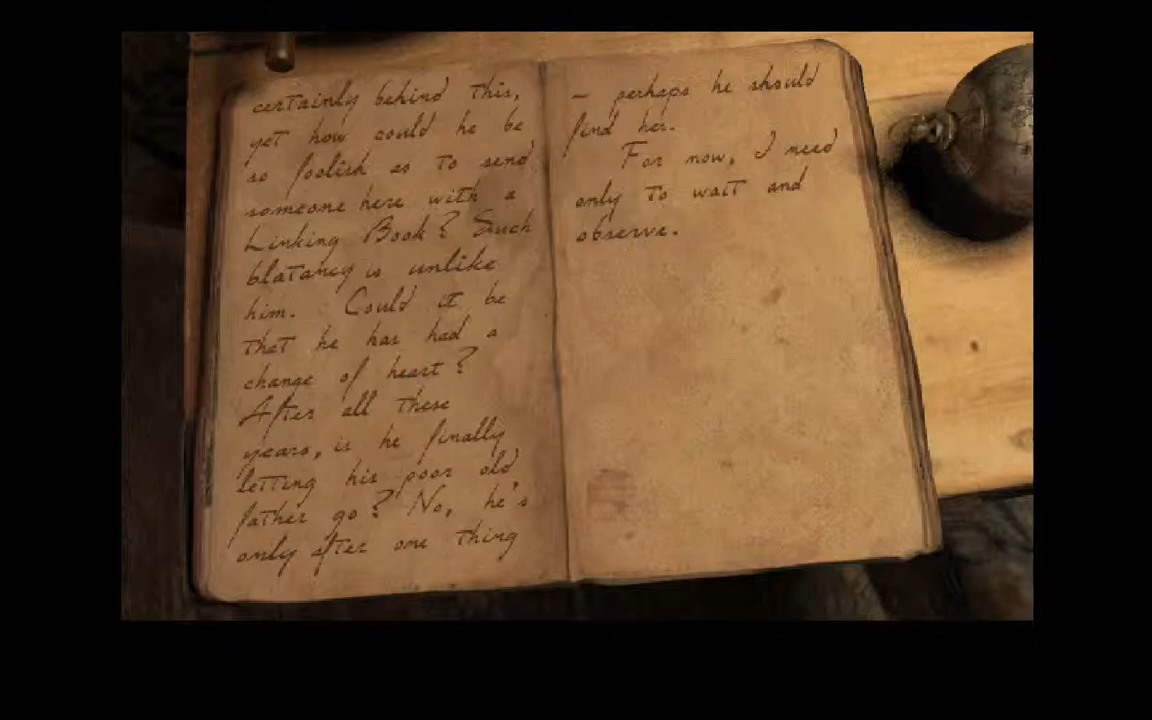 certainly behind this,
yet how could he be
so foolish as to send
someone here with a
Linking Book? Such
blatancy is unlike
him. Could it be
that he has had a
change of heart?
After all these
years, is he finally
letting his poor old
father go? No, he's
only after one thing
- perhaps he should
find her.
For now, I need
only to wait and
observe.